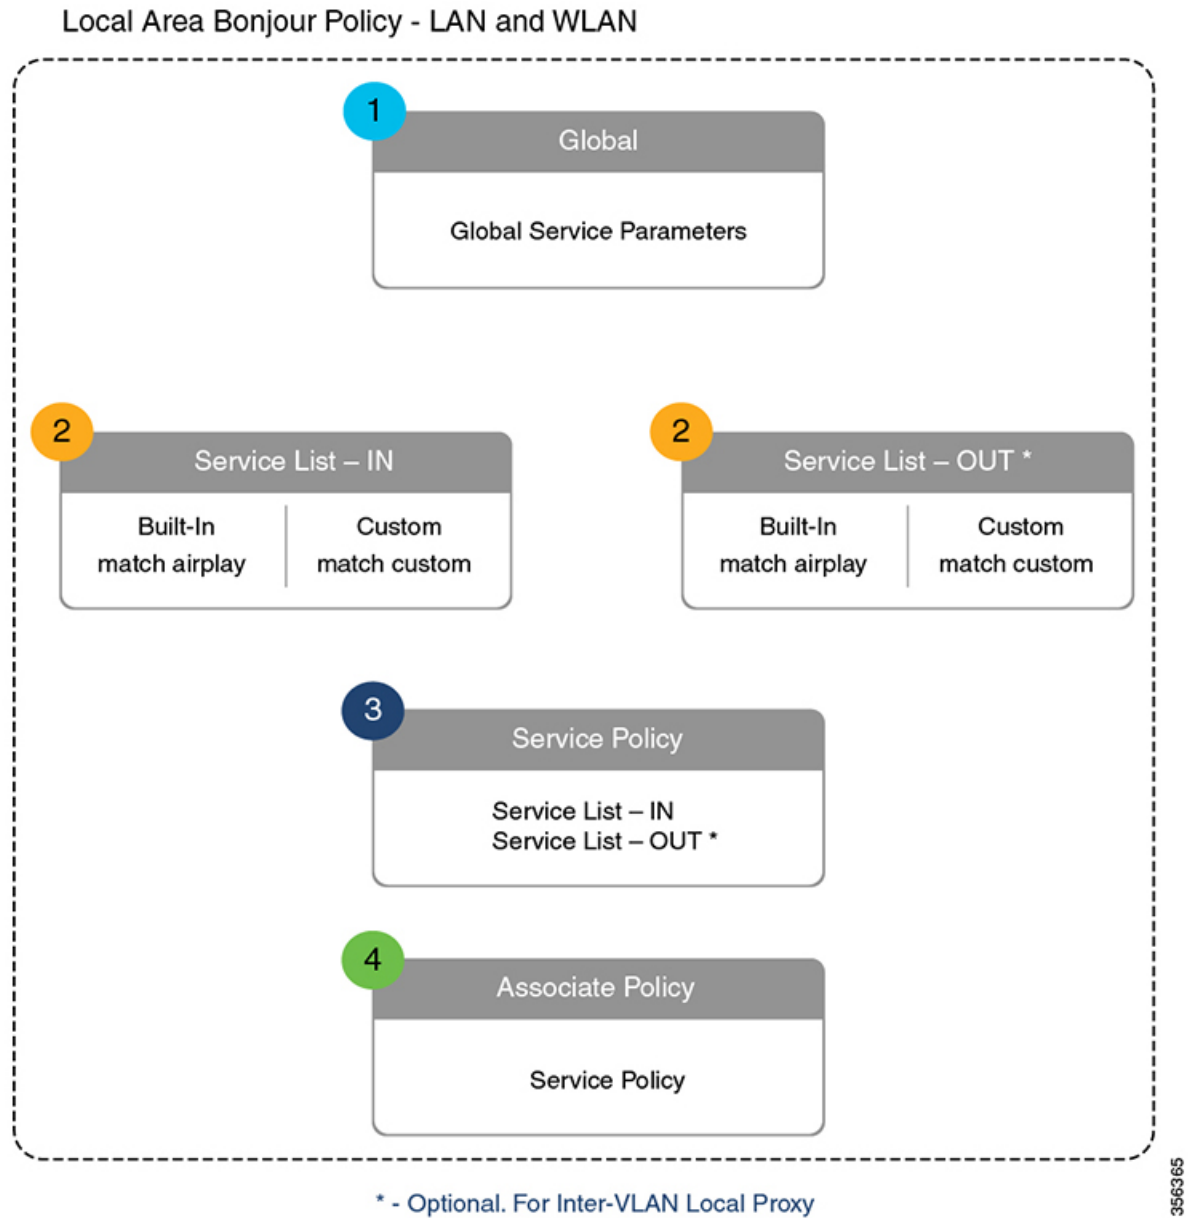 Local Area Bonjour Policy - LAN and WLAN
1
Global
Global Service Parameters
2
Service List – IN
Built-In
match airplay
Custom
match custom
2
Service List – OUT *
Built-In
match airplay
Custom
match custom
3
Service Policy
Service List – IN
Service List – OUT *
4
Associate Policy
Service Policy
* - Optional. For Inter-VLAN Local Proxy
356365